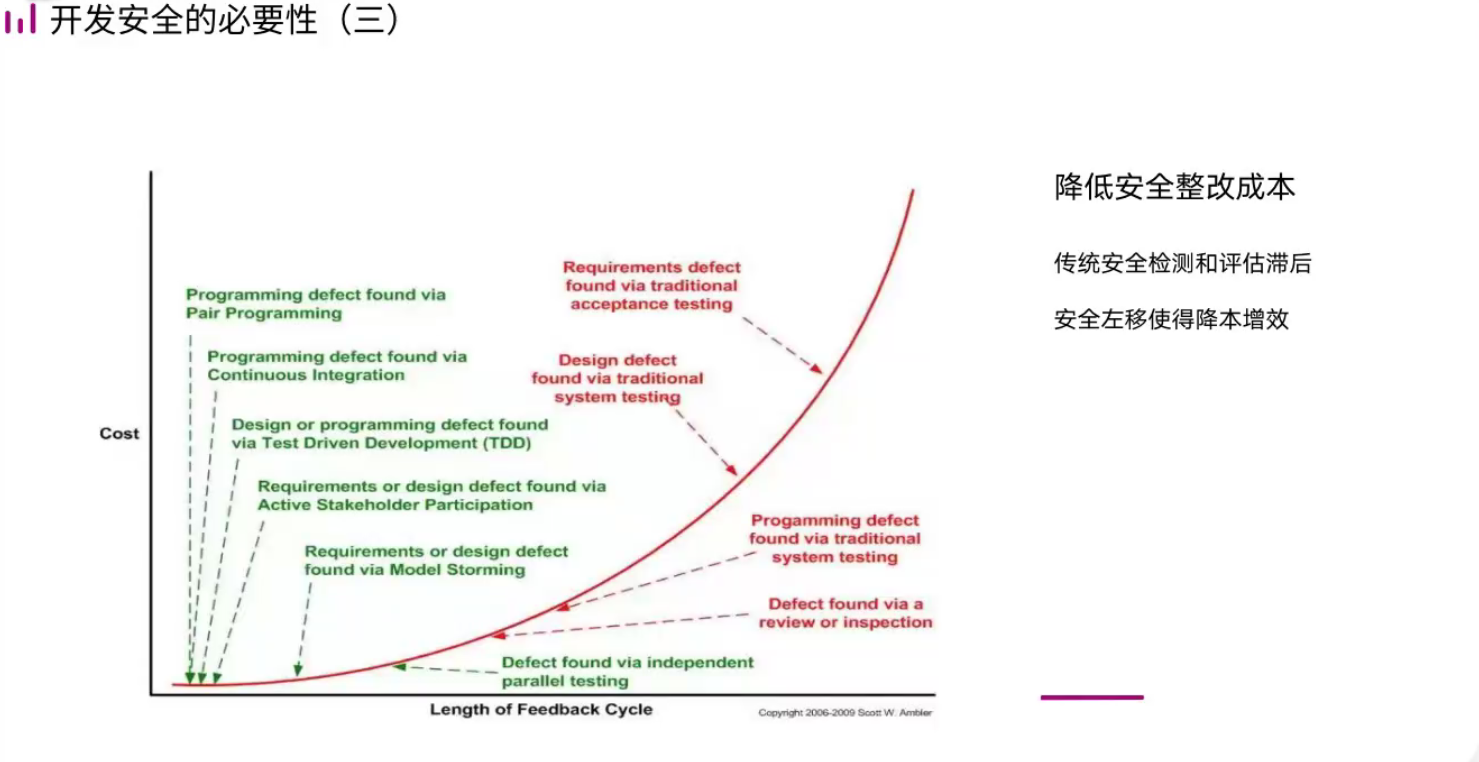 开发安全的必要性（三）
Requirements defect
found via traditional
acceptance testing
Programming defect found via
Pair Programming
Programming defect found via
Continuous Integration
Design defect
found via traditional
system testing
Design or programming defect found
via Test Driven Development (TDD)
Cost
Requirements or design defect found via
Active Stakeholder Participation
Requirements or design defect
found via Model Storming
Progamming defect
found via traditional
system testing
Defect found via a
review or inspection
Defect found via independent
parallel testing
Length of Feedback Cycle
Copyright 2006-2009 Scott W. Ambler
降低安全整改成本
传统安全检测和评估滞后
安全左移使得降本增效